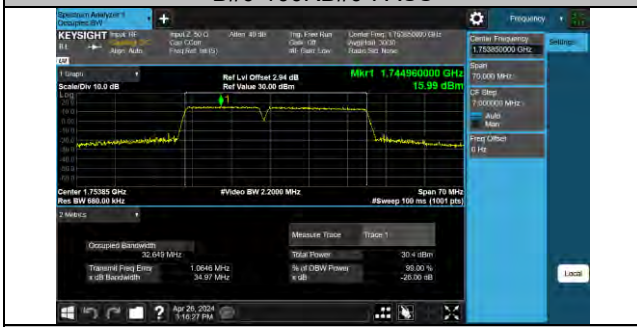 Spectrum Analyzer 1
Occupied BW
Frequency
KEYSIGHT Input: RF
Input Z: 50 Ω
Atten: 40 dB
Trig: Free Run
Center Freq: 1.753850000 GHz
Align: Auto
Gate: Off
Radio Std: None
Center Frequency
1.753850000 GHz
Settings
Span
70.000 MHz
CF Step
7.000000 MHz
Auto
Man
Freq Offset
0 Hz
1 Graph
Scale/Div 10.0 dB
Ref Lvl Offset 2.94 dB
Ref Value 30.00 dBm
Mkr1 1.744960000 GHz
15.99 dBm
Log
1
Center 1.75385 GHz
Res BW 680.00 kHz
#Video BW 2.2000 MHz
Span 70 MHz
#Sweep 100 ms (1001 pts)
2 Metrics
Measure Trace
Trace 1
Occupied Bandwidth
32.649 MHz
Total Power
30.4 dBm
Transmit Freq Error
1.0646 MHz
% of OBW Power
99.00 %
x dB Bandwidth
34.97 MHz
x dB
-26.00 dB
Local
Apr 26, 2024
3:16:27 PM